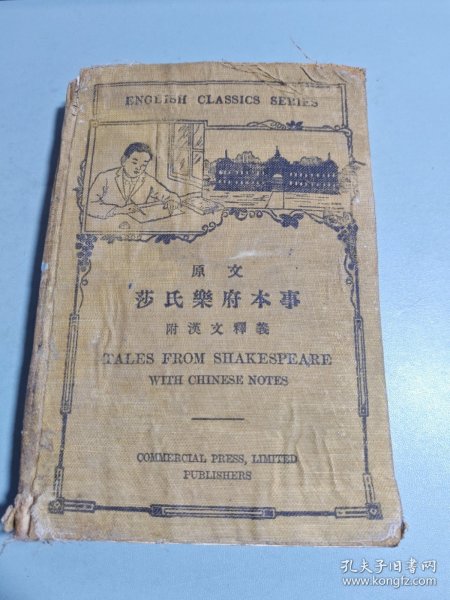 ENGLISH CLASSICS SERIES
原文
莎氏樂府本事
附漢文釋義
TALES FROM SHAKESPEARE
WITH CHINESE NOTES
COMMERCIAL PRESS, LIMITED
PUBLISHERS
孔夫子旧书网
www.kongfz.com